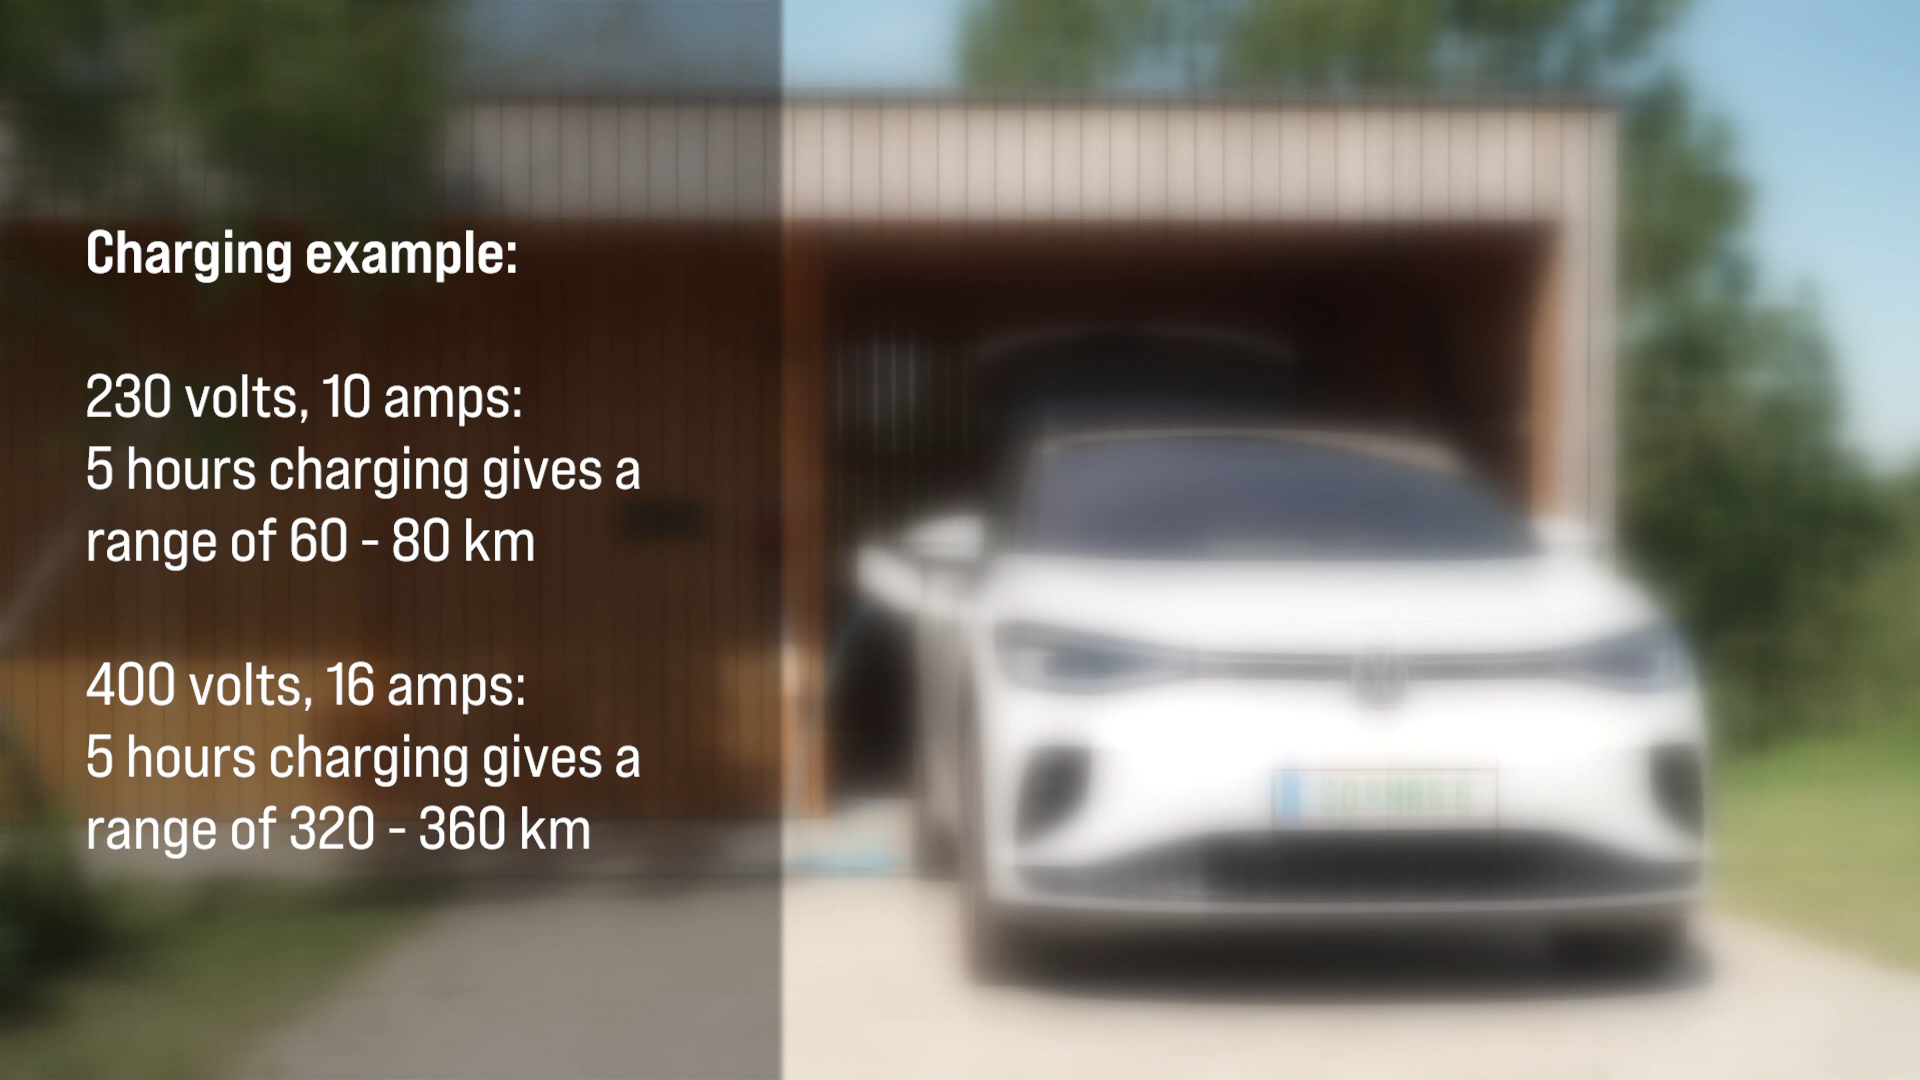 Charging example:
230 volts, 10 amps:
5 hours charging gives a
range of 60 - 80 km
400 volts, 16 amps:
5 hours charging gives a
range of 320 - 360 km